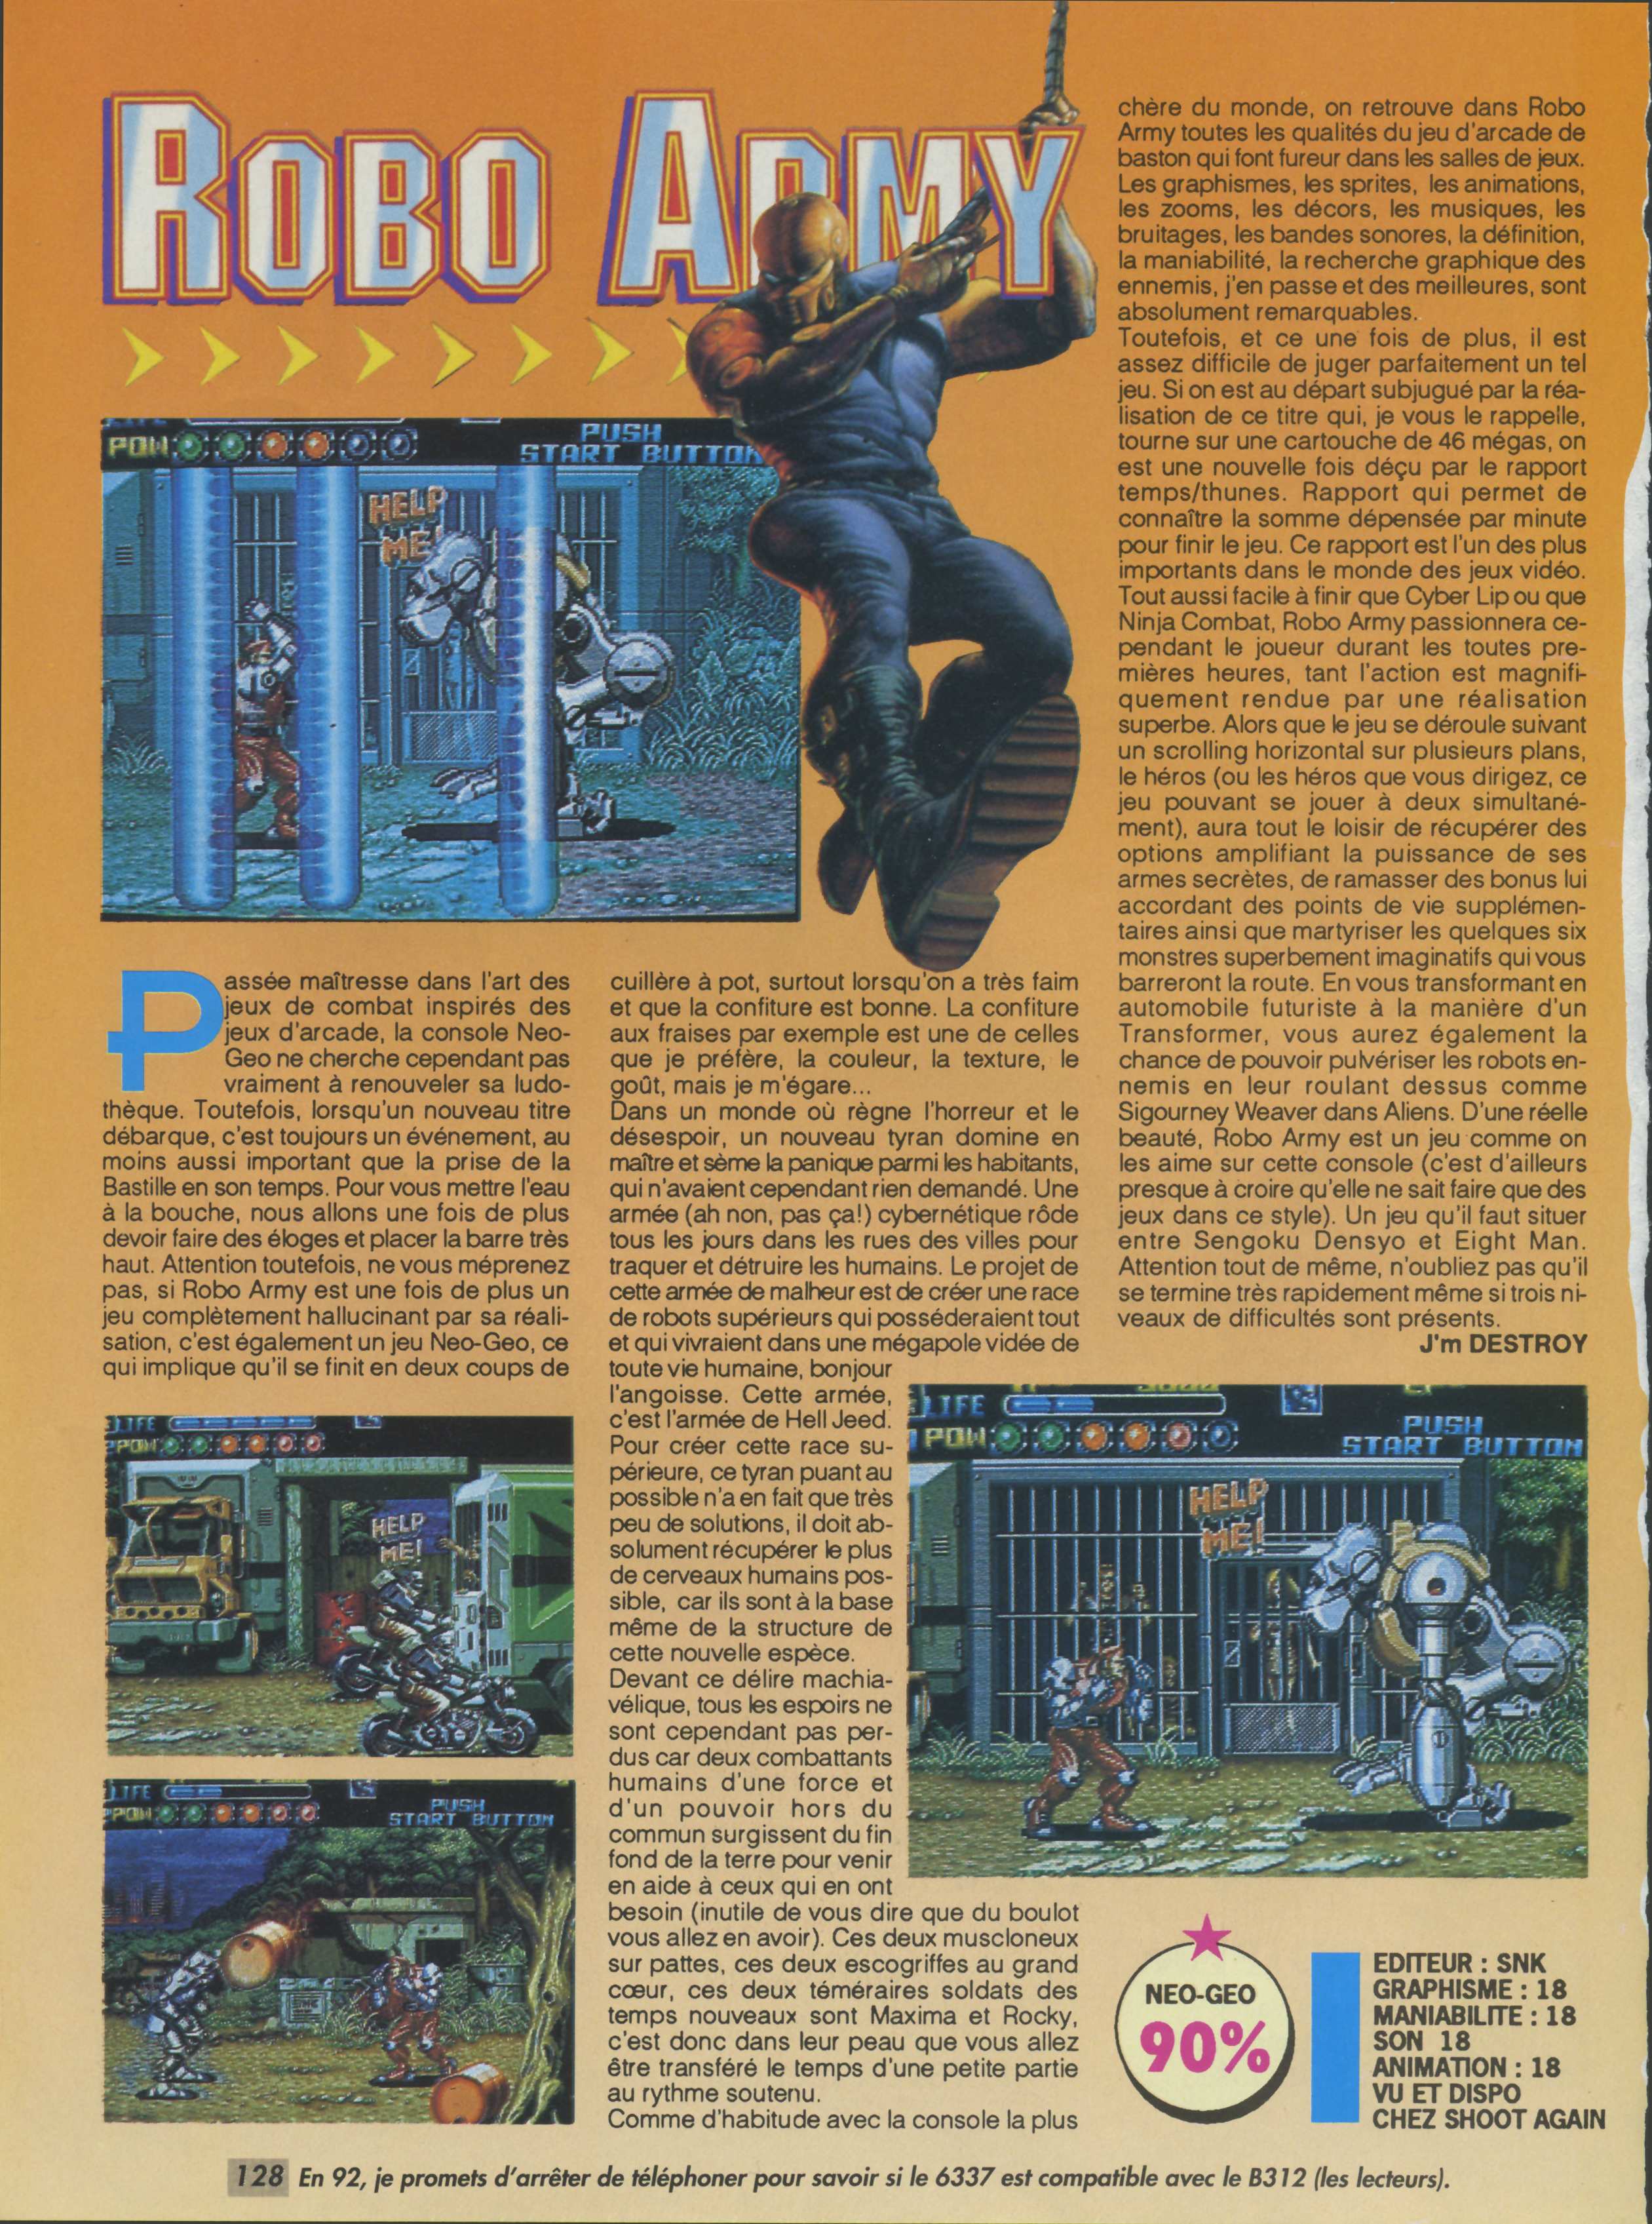 ROBO ARMY
POW
PUSH
START BUTTON
HELP
ME!
Passée maîtresse dans l'art des
jeux de combat inspirés des
jeux d'arcade, la console Neo-
Geo ne cherche cependant pas
vraiment à renouveler sa ludo-
thèque. Toutefois, lorsqu'un nouveau titre
débarque, c'est toujours un événement, au
moins aussi important que la prise de la
Bastille en son temps. Pour vous mettre l'eau
à la bouche, nous allons une fois de plus
devoir faire des éloges et placer la barre très
haut. Attention toutefois, ne vous méprenez
pas, si Robo Army est une fois de plus un
jeu complètement hallucinant par sa réali-
sation, c'est également un jeu Neo-Geo, ce
qui implique qu'il se finit en deux coups de
LIFE
POW
HELP
ME!
LIFE
POW
PUSH
START BUTTON
cuillère à pot, surtout lorsqu'on a très faim
et que la confiture est bonne. La confiture
aux fraises par exemple est une de celles
que je préfère, la couleur, la texture, le
goût, mais je m'égare...
Dans un monde où règne l'horreur et le
désespoir, un nouveau tyran domine en
maître et sème la panique parmi les habitants,
qui n'avaient cependant rien demandé. Une
armée (ah non, pas ça!) cybernétique rôde
tous les jours dans les rues des villes pour
traquer et détruire les humains. Le projet de
cette armée de malheur est de créer une race
de robots supérieurs qui posséderaient tout
et qui vivraient dans une mégapole vidée de
toute vie humaine, bonjour
l'angoisse. Cette armée,
c'est l'armée de Hell Jeed.
Pour créer cette race su-
périeure, ce tyran puant au
possible n'a en fait que très
peu de solutions, il doit ab-
solument récupérer le plus
de cerveaux humains pos-
sible, car ils sont à la base
même de la structure de
cette nouvelle espèce.
Devant ce délire machia-
vélique, tous les espoirs ne
sont cependant pas per-
dus car deux combattants
humains d'une force et
d'un pouvoir hors du
commun surgissent du fin
fond de la terre pour venir
en aide à ceux qui en ont
besoin (inutile de vous dire que du boulot
vous allez en avoir). Ces deux muscloneux
sur pattes, ces deux escogriffes au grand
cœur, ces deux téméraires soldats des
temps nouveaux sont Maxima et Rocky,
c'est donc dans leur peau que vous allez
être transféré le temps d'une petite partie
au rythme soutenu.
Comme d'habitude avec la console la plus
chère du monde, on retrouve dans Robo
Army toutes les qualités du jeu d'arcade de
baston qui font fureur dans les salles de jeux.
Les graphismes, les sprites, les animations,
les zooms, les décors, les musiques, les
bruitages, les bandes sonores, la définition,
la maniabilité, la recherche graphique des
ennemis, j'en passe et des meilleures, sont
absolument remarquables.
Toutefois, et ce une fois de plus, il est
assez difficile de juger parfaitement un tel
jeu. Si on est au départ subjugué par la réa-
lisation de ce titre qui, je vous le rappelle,
tourne sur une cartouche de 46 mégas, on
est une nouvelle fois déçu par le rapport
temps/thunes. Rapport qui permet de
connaître la somme dépensée par minute
pour finir le jeu. Ce rapport est l'un des plus
importants dans le monde des jeux vidéo.
Tout aussi facile à finir que Cyber Lip ou que
Ninja Combat, Robo Army passionnera ce-
pendant le joueur durant les toutes pre-
mières heures, tant l'action est magnifi-
quement rendue par une réalisation
superbe. Alors que le jeu se déroule suivant
un scrolling horizontal sur plusieurs plans,
le héros (ou les héros que vous dirigez, ce
jeu pouvant se jouer à deux simultané-
ment), aura tout le loisir de récupérer des
options amplifiant la puissance de ses
armes secrètes, de ramasser des bonus lui
accordant des points de vie supplémen-
taires ainsi que martyriser les quelques six
monstres superbement imaginatifs qui vous
barreront la route. En vous transformant en
automobile futuriste à la manière d'un
Transformer, vous aurez également la
chance de pouvoir pulvériser les robots en-
nemis en leur roulant dessus comme
Sigourney Weaver dans Aliens. D'une réelle
beauté, Robo Army est un jeu comme on
les aime sur cette console (c'est d'ailleurs
presque à croire qu'elle ne sait faire que des
jeux dans ce style). Un jeu qu'il faut situer
entre Sengoku Densyo et Eight Man.
Attention tout de même, n'oubliez pas qu'il
se termine très rapidement même si trois ni-
veaux de difficultés sont présents.
J'm DESTROY
LIFE
POW
PUSH
START BUTTON
HELP
ME!
NEO-GEO
90%
EDITEUR : SNK
GRAPHISME : 18
MANIABILITE : 18
SON 18
ANIMATION : 18
VU ET DISPO
CHEZ SHOOT AGAIN
128 En 92, je promets d'arrêter de téléphoner pour savoir si le 6337 est compatible avec le B312 (les lecteurs).